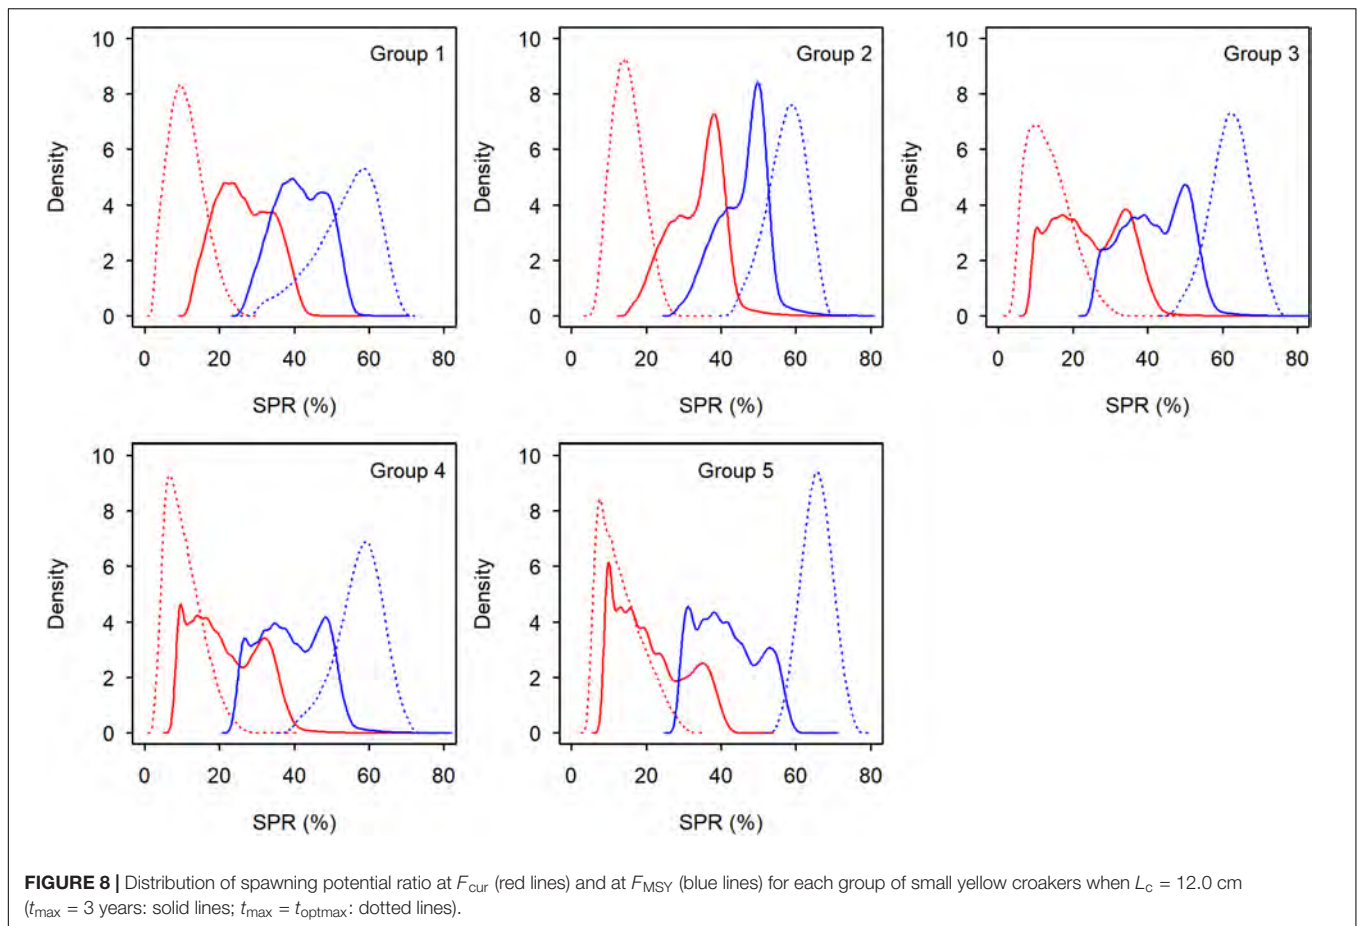 Group 1
10
8
6
4
2
0
Density
0 20 40 60 80
SPR (%)
Group 2
10
8
6
4
2
0
Density
0 20 40 60 80
SPR (%)
Group 3
10
8
6
4
2
0
Density
0 20 40 60 80
SPR (%)
Group 4
10
8
6
4
2
0
Density
0 20 40 60 80
SPR (%)
Group 5
10
8
6
4
2
0
Density
0 20 40 60 80
SPR (%)
FIGURE 8 | Distribution of spawning potential ratio at Fcur (red lines) and at FMSY (blue lines) for each group of small yellow croakers when Lc = 12.0 cm
(tmax = 3 years: solid lines; tmax = toptmax: dotted lines).